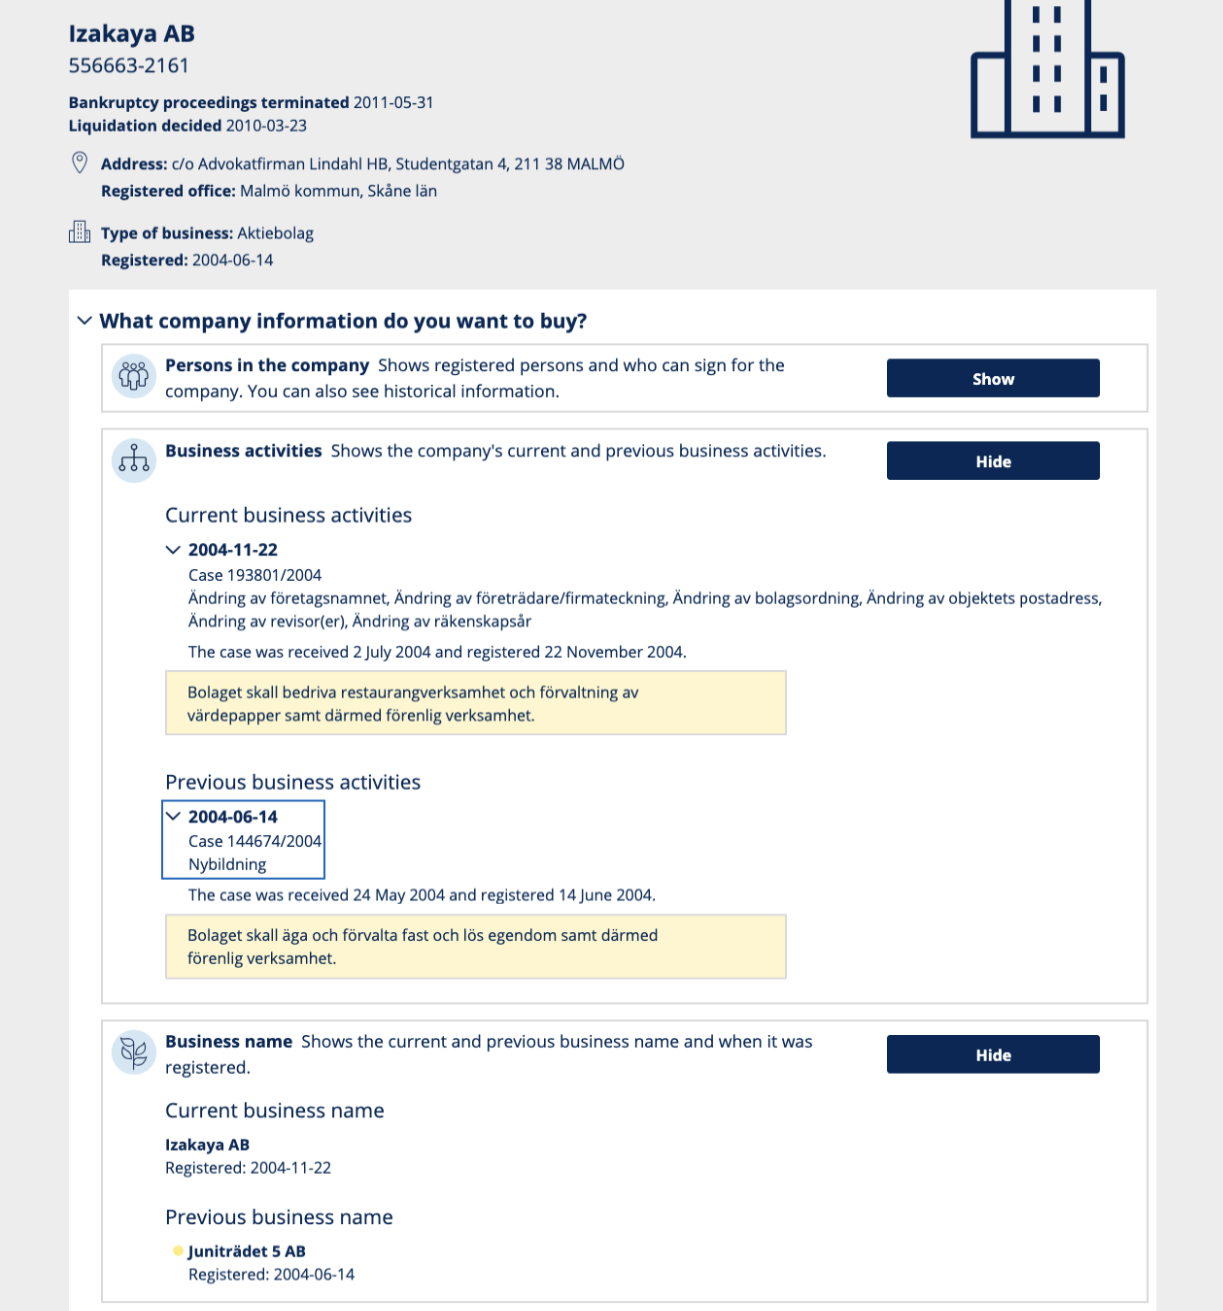 Izakaya AB
556663-2161
Bankruptcy proceedings terminated 2011-05-31
Liquidation decided 2010-03-23
Address: c/o Advokatfirman Lindahl HB, Studentgatan 4, 211 38 MALMÖ
Registered office: Malmö kommun, Skåne län
Type of business: Aktiebolag
Registered: 2004-06-14
What company information do you want to buy?
Persons in the company Shows registered persons and who can sign for the
company. You can also see historical information.
Show
Business activities Shows the company's current and previous business activities.
Hide
Current business activities
2004-11-22
Case 193801/2004
Ändring av företagsnamnet, Ändring av företrädare/firmateckning, Ändring av bolagsordning, Ändring av objektets postadress,
Ändring av revisor(er), Ändring av räkenskapsår
The case was received 2 July 2004 and registered 22 November 2004.
Bolaget skall bedriva restaurangverksamhet och förvaltning av
värdepapper samt därmed förenlig verksamhet.
Previous business activities
2004-06-14
Case 144674/2004
Nybildning
The case was received 24 May 2004 and registered 14 June 2004.
Bolaget skall äga och förvalta fast och lös egendom samt därmed
förenlig verksamhet.
Business name Shows the current and previous business name and when it was
registered.
Hide
Current business name
Izakaya AB
Registered: 2004-11-22
Previous business name
Juniträdet 5 AB
Registered: 2004-06-14